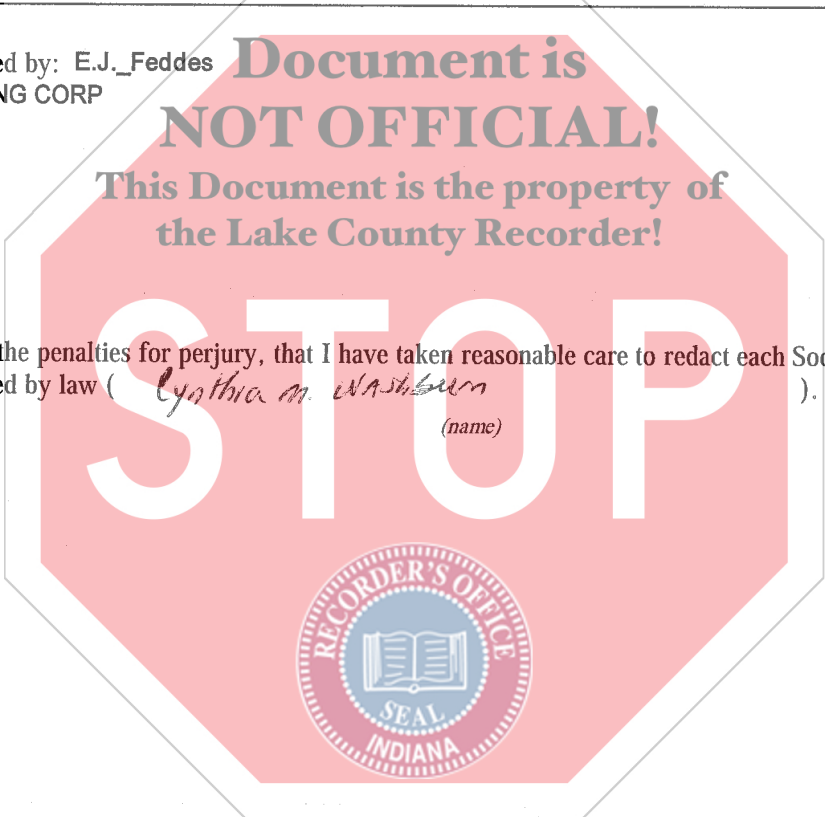 ed by: E.J._Feddes
NG CORP
Document is
NOT OFFICIAL!
This Document is the property of
the Lake County Recorder!
the penalties for perjury, that I have taken reasonable care to redact each Soc
ed by law ( Cynthia M. Washburn ).
(name)
STOP
RECORDER'S OFFICE
SEAL
INDIANA